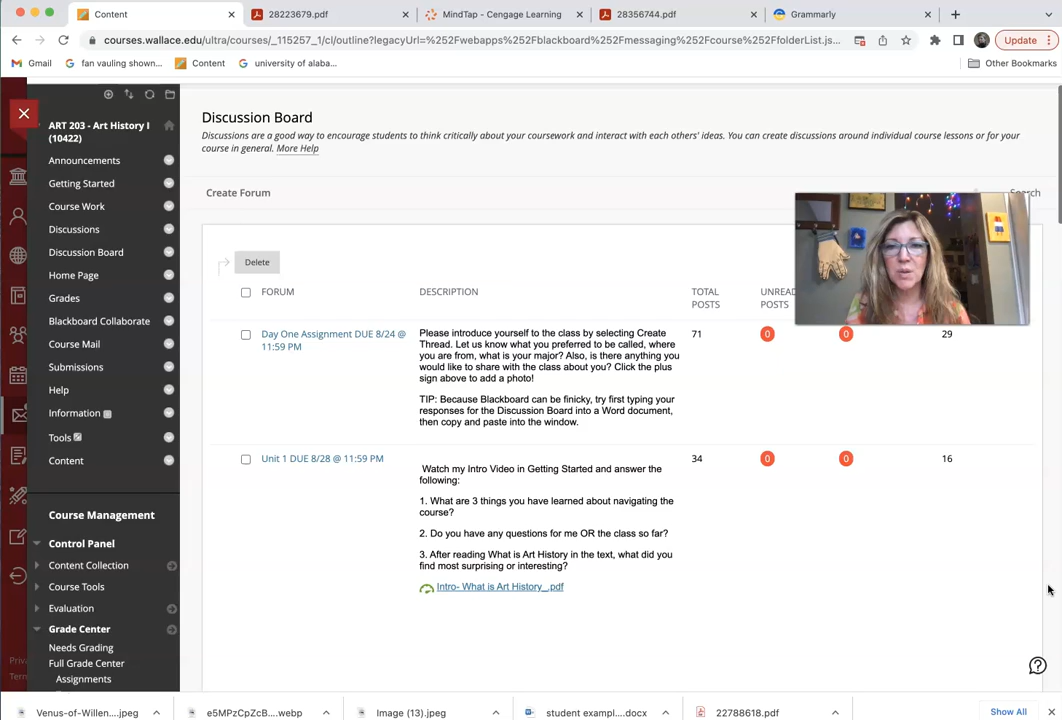 Content
28223679.pdf
MindTap - Cengage Learning
28356744.pdf
Grammarly
courses.wallace.edu/ultra/courses/_115257_1/cl/outline?legacyUrl=%252Fwebapps%252Fblackboard%252Fmessaging%252Fcourse%252FfolderList.js...
Update
Gmail
fan vauling shown...
Content
university of alaba...
Other Bookmarks
ART 203 - Art History I
(10422)
Announcements
Getting Started
Course Work
Discussions
Discussion Board
Home Page
Grades
Blackboard Collaborate
Course Mail
Submissions
Help
Information
Tools
Content
Course Management
Control Panel
Content Collection
Course Tools
Evaluation
Grade Center
Needs Grading
Full Grade Center
Assignments
Discussion Board
Discussions are a good way to encourage students to think critically about your coursework and interact with each others' ideas. You can create discussions around individual course lessons or for your
course in general. More Help
Create Forum
Search
Delete
FORUM
DESCRIPTION
TOTAL
POSTS
UNREA
POSTS
Day One Assignment DUE 8/24 @
11:59 PM
Please introduce yourself to the class by selecting Create
Thread. Let us know what you preferred to be called, where
you are from, what is your major? Also, is there anything you
would like to share with the class about you? Click the plus
sign above to add a photo!
TIP: Because Blackboard can be finicky, try first typing your
responses for the Discussion Board into a Word document,
then copy and paste into the window.
71
0
0
29
Unit 1 DUE 8/28 @ 11:59 PM
Watch my Intro Video in Getting Started and answer the
following:
1. What are 3 things you have learned about navigating the
course?
2. Do you have any questions for me OR the class so far?
3. After reading What is Art History in the text, what did you
find most surprising or interesting?
Intro- What is Art History_.pdf
34
0
0
16
Priva
Term
Venus-of-Willen....jpeg
e5MPzCpZcB....webp
Image (13).jpeg
student exampl....docx
22788618.pdf
Show All